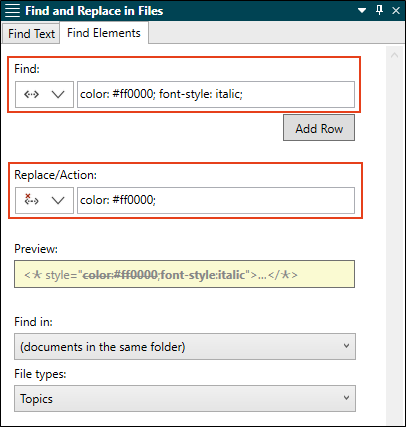 Find and Replace in Files
Find Text Find Elements
Find:
color: #ff0000; font-style: italic;
Add Row
Replace/Action:
color: #ff0000;
Preview:
<* style="color:#ff0000;font-style:italic">...</*>
Find in:
(documents in the same folder)
File types:
Topics